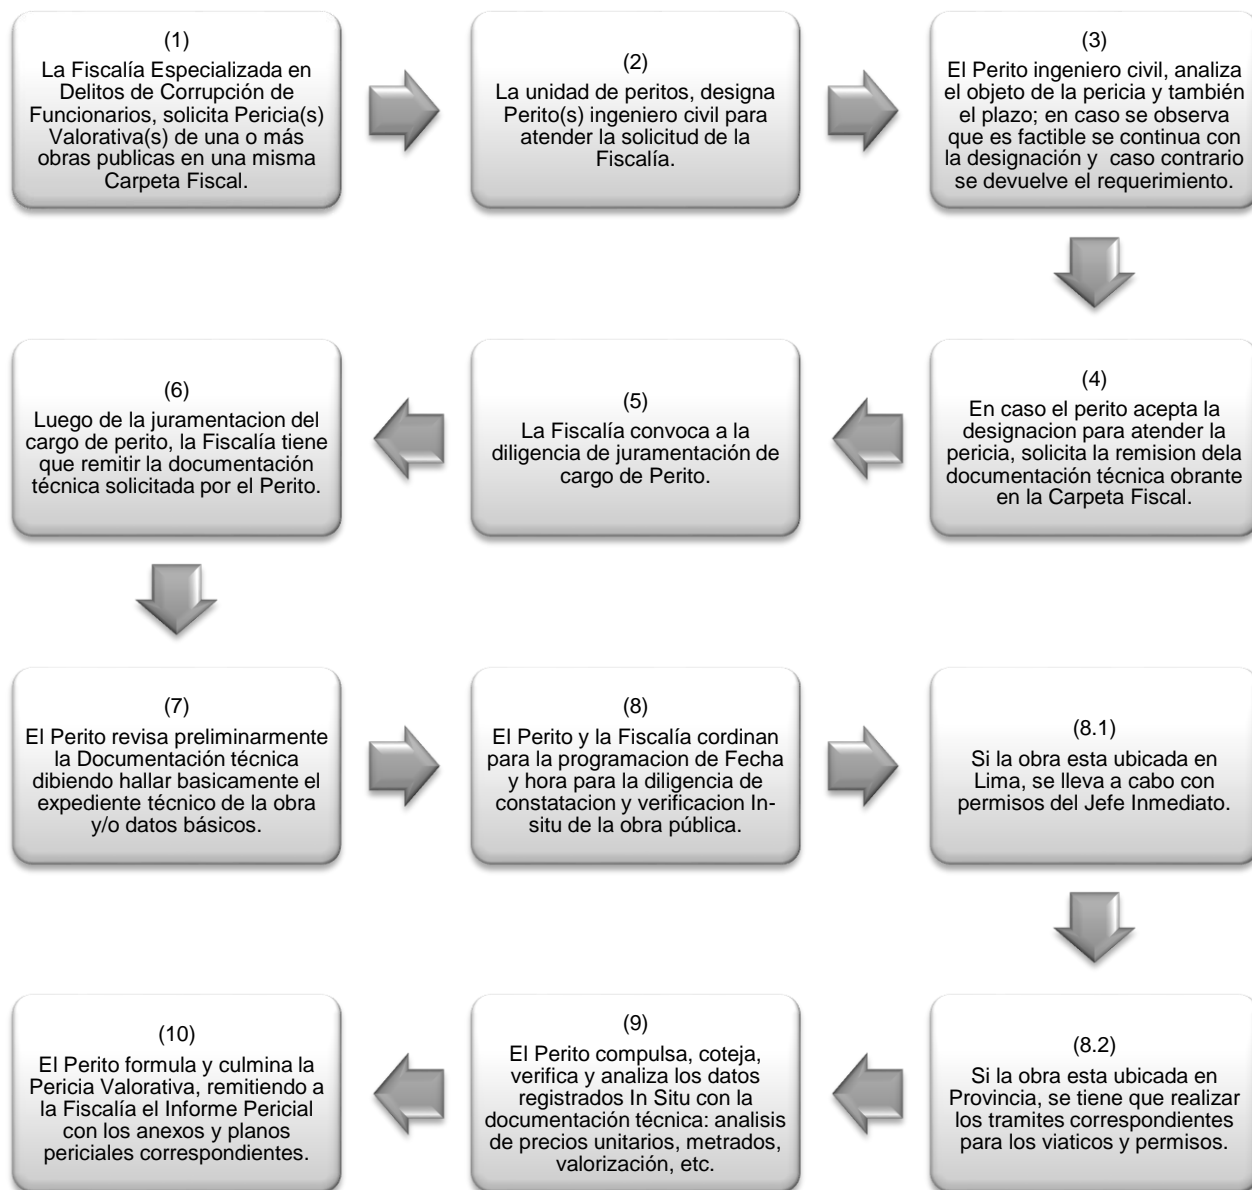 (1)
La Fiscalía Especializada en
Delitos de Corrupción de
Funcionarios, solicita Pericia(s)
Valorativa(s) de una o más
obras publicas en una misma
Carpeta Fiscal.
(2)
La unidad de peritos, designa
Perito(s) ingeniero civil para
atender la solicitud de la
Fiscalía.
(3)
El Perito ingeniero civil, analiza
el objeto de la pericia y también
el plazo; en caso se observa
que es factible se continua con
la designación y caso contrario
se devuelve el requerimiento.
(4)
En caso el perito acepta la
designacion para atender la
pericia, solicita la remision dela
documentación técnica obrante
en la Carpeta Fiscal.
(5)
La Fiscalía convoca a la
diligencia de juramentación de
cargo de Perito.
(6)
Luego de la juramentacion del
cargo de perito, la Fiscalía tiene
que remitir la documentación
técnica solicitada por el Perito.
(7)
El Perito revisa preliminarmente
la Documentación técnica
dibiendo hallar basicamente el
expediente técnico de la obra
y/o datos básicos.
(8)
El Perito y la Fiscalía cordinan
para la programacion de Fecha
y hora para la diligencia de
constatacion y verificacion In-
situ de la obra pública.
(8.1)
Si la obra esta ubicada en
Lima, se lleva a cabo con
permisos del Jefe Inmediato.
(8.2)
Si la obra esta ubicada en
Provincia, se tiene que realizar
los tramites correspondientes
para los viaticos y permisos.
(9)
El Perito compulsa, coteja,
verifica y analiza los datos
registrados In Situ con la
documentación técnica: analisis
de precios unitarios, metrados,
valorización, etc.
(10)
El Perito formula y culmina la
Pericia Valorativa, remitiendo a
la Fiscalía el Informe Pericial
con los anexos y planos
periciales correspondientes.